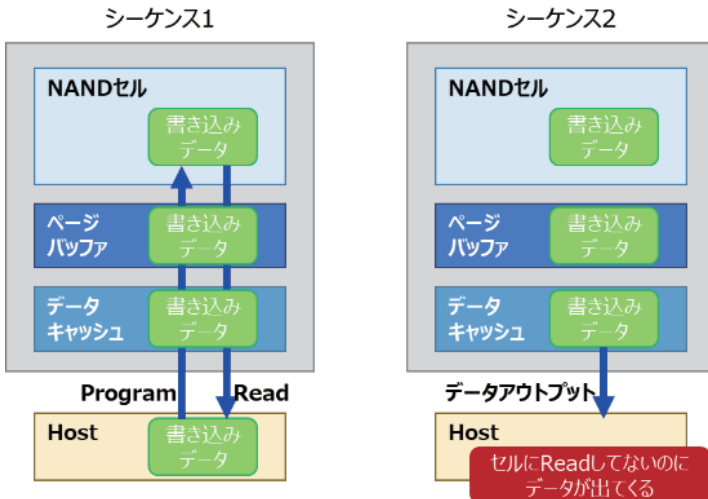 シーケンス1
NANDセル
書き込み
データ
ページ
バッファ
書き込み
データ
データ
キャッシュ
書き込み
データ
Program
Read
Host
書き込み
データ
シーケンス2
NANDセル
書き込み
データ
ページ
バッファ
書き込み
データ
データ
キャッシュ
書き込み
データ
データアウトプット
Host
セルにReadしてないのに
データが出てくる